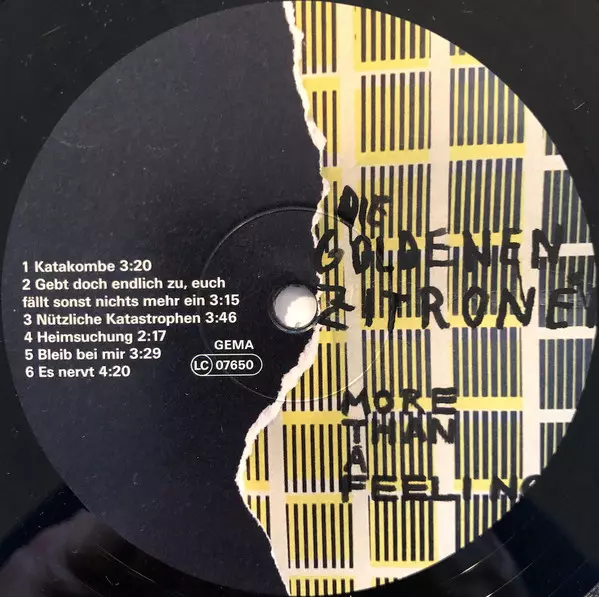 1 Katakombe 3:20
2 Gebt doch endlich zu, euch
fällt sonst nichts mehr ein 3:15
3 Nützliche Katastrophen 3:46
4 Heimsuchung 2:17
5 Bleib bei mir 3:29
6 Es nervt 4:20
GEMA
LC 07650
DIE
GOLDENEN
ZITRONEN
MORE
THAN
A
FEELING